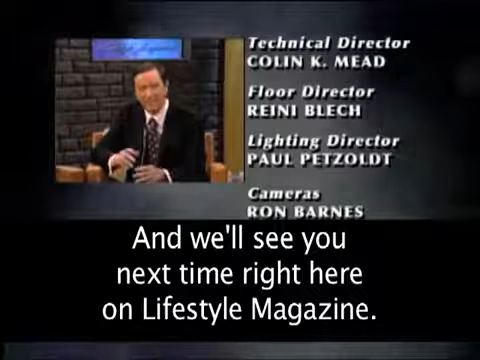 Technical Director
COLIN K. MEAD
Floor Director
REINI BLECH
Lighting Director
PAUL PETZOLDT
Cameras
RON BARNES
And we'll see you
next time right here
on Lifestyle Magazine.